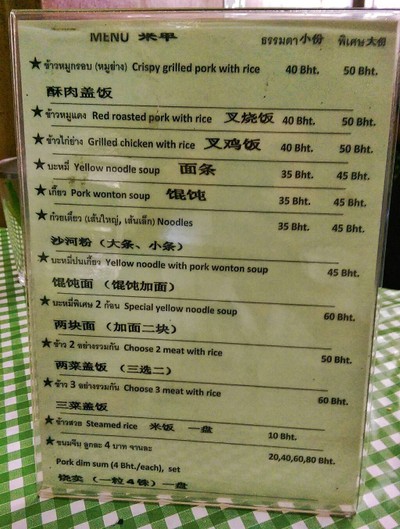 MENU 菜单 ธรรมดา小份 พิเศษ大份
★ข้าวหมูกรอบ (หมูย่าง) Crispy grilled pork with rice 40 Bht. 50 Bht.
酥肉盖饭
★ข้าวหมูแดง Red roasted pork with rice 叉烧饭 40 Bht. 50 Bht.
★ข้าวไก่ย่าง Grilled chicken with rice 叉鸡饭 40 Bht. 50 Bht.
★บะหมี่ Yellow noodle soup 面条 35 Bht. 45 Bht.
★เกี๊ยว Pork wonton soup 馄饨 35 Bht. 45 Bht.
★ก๋วยเตี๋ยว (เส้นใหญ่, เส้นเล็ก) Noodles 35 Bht. 45 Bht.
沙河粉（大条、小条）
★บะหมี่ปนเกี๊ยว Yellow noodle with pork wonton soup 45 Bht.
馄饨面（馄饨加面）
★บะหมี่พิเศษ 2 ก้อน Special yellow noodle soup 60 Bht.
两块面（加面二块）
★ข้าว 2 อย่างรวมกัน Choose 2 meat with rice 50 Bht.
两菜盖饭（三选二）
★ข้าว 3 อย่างรวมกัน Choose 3 meat with rice 60 Bht.
三菜盖饭
★ข้าวสวย Steamed rice 米饭 一盘 10 Bht.
★ขนมจีบ ลูกละ 4 บาท จานละ 20,40,60,80 Bht.
Pork dim sum (4 Bht./each), set
烧卖（一粒4铢）一盘